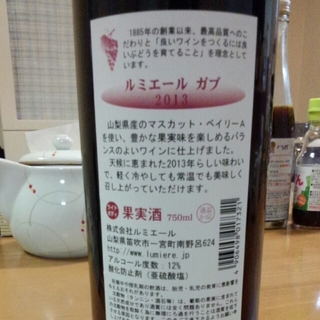 1885年の創業以来、最高品質へのこ
だわりと「良いワインをつくるには良
いぶどうを育てること」を理念と
しています。
ルミエール ガブ
2013
山梨県産のマスカット・ベイリーA
を使い、豊かな果実味を楽しめるバラ
ンスのよいワインに仕上げました。
天候に恵まれた2013年らしい味わい
で、軽く冷やしても常温でも美味しく
召し上がっていただけます。
果実酒 750ml
株式会社ルミエール
山梨県笛吹市一宮町南野呂624
http://www.lumiere.jp
アルコール度数:12%
酸化防止剤(亜硫酸塩)